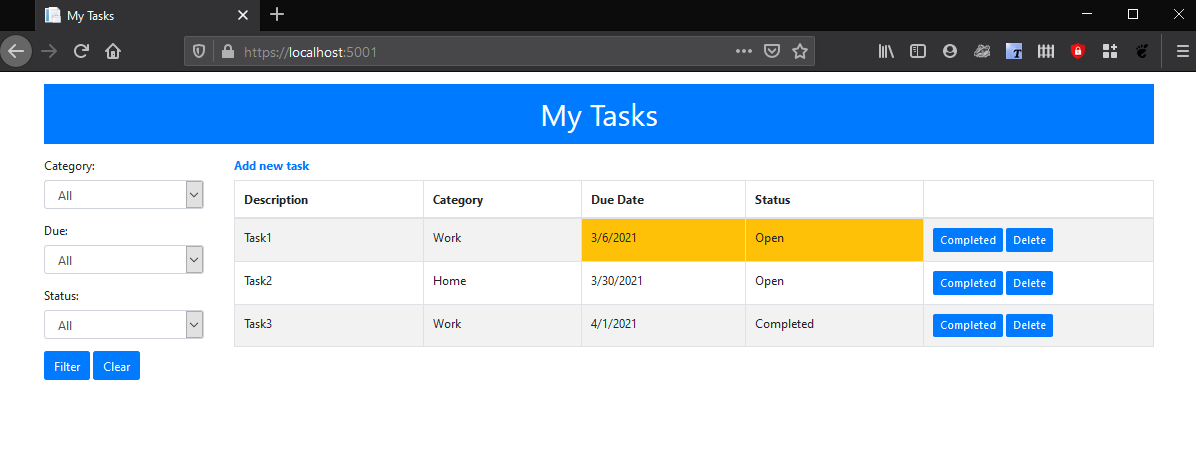 My Tasks
https://localhost:5001
My Tasks
Category:
All
Due:
All
Status:
All
Filter Clear
Add new task
Description Category Due Date Status
Task1 Work 3/6/2021 Open Completed Delete
Task2 Home 3/30/2021 Open Completed Delete
Task3 Work 4/1/2021 Completed Completed Delete